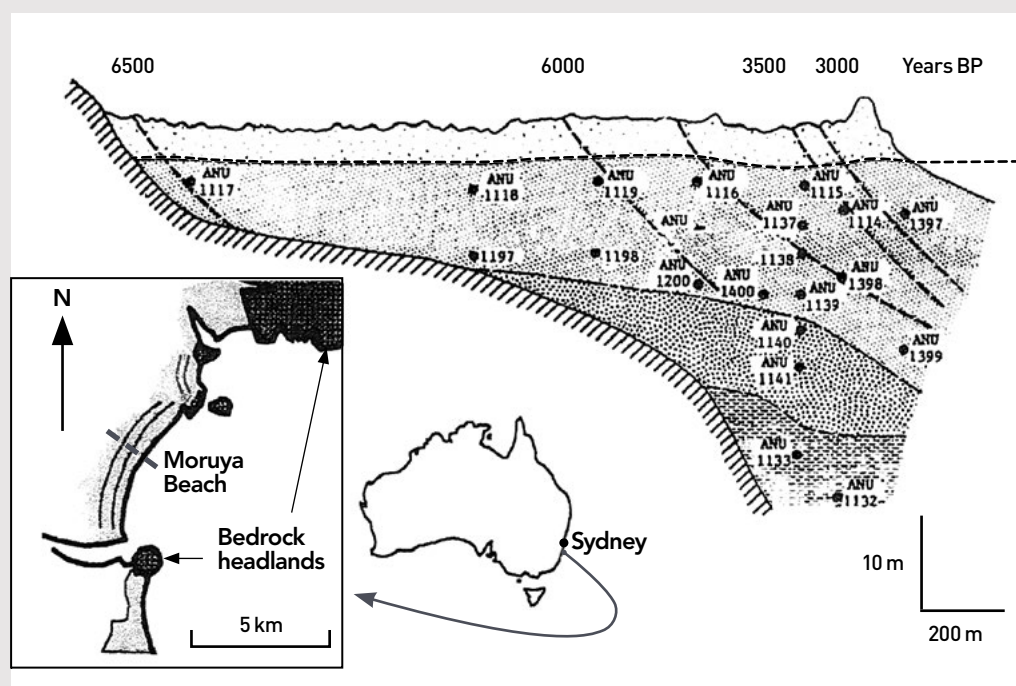 6500 6000 3500 3000 Years BP
ANU
1117
ANU
1118
ANU
1119
ANU
1116
ANU
1115
ANU
1114
ANU
1397
ANU
1137
ANU
1197
1198
1138
ANU
1200
ANU
1400
ANU
1139
ANU
1398
ANU
1140
ANU
1141
ANU
1399
ANU
1133
ANU
1132
N
Moruya
Beach
Bedrock
headlands
5 km
Sydney
10 m
200 m